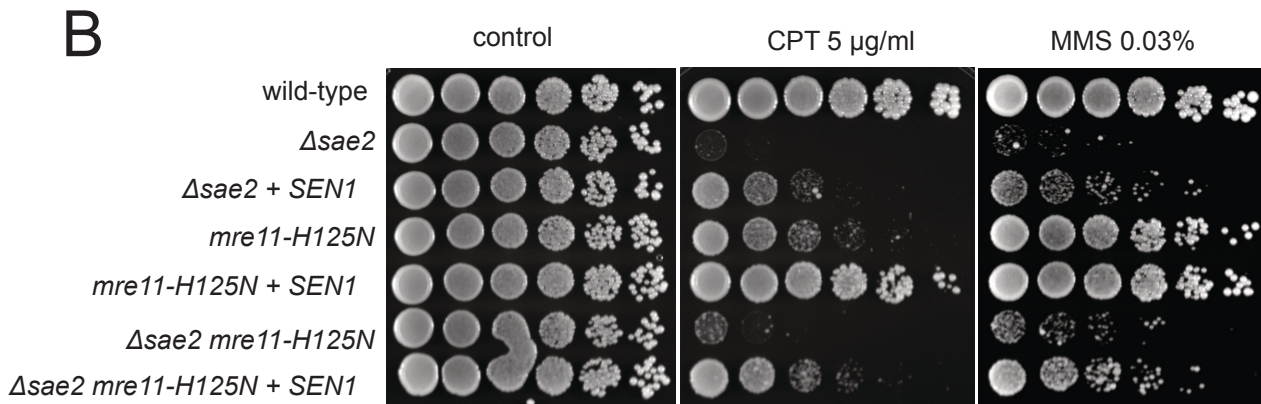 B
control CPT 5 µg/ml MMS 0.03%
wild-type
Δsae2
Δsae2 + SEN1
mre11-H125N
mre11-H125N + SEN1
Δsae2 mre11-H125N
Δsae2 mre11-H125N + SEN1